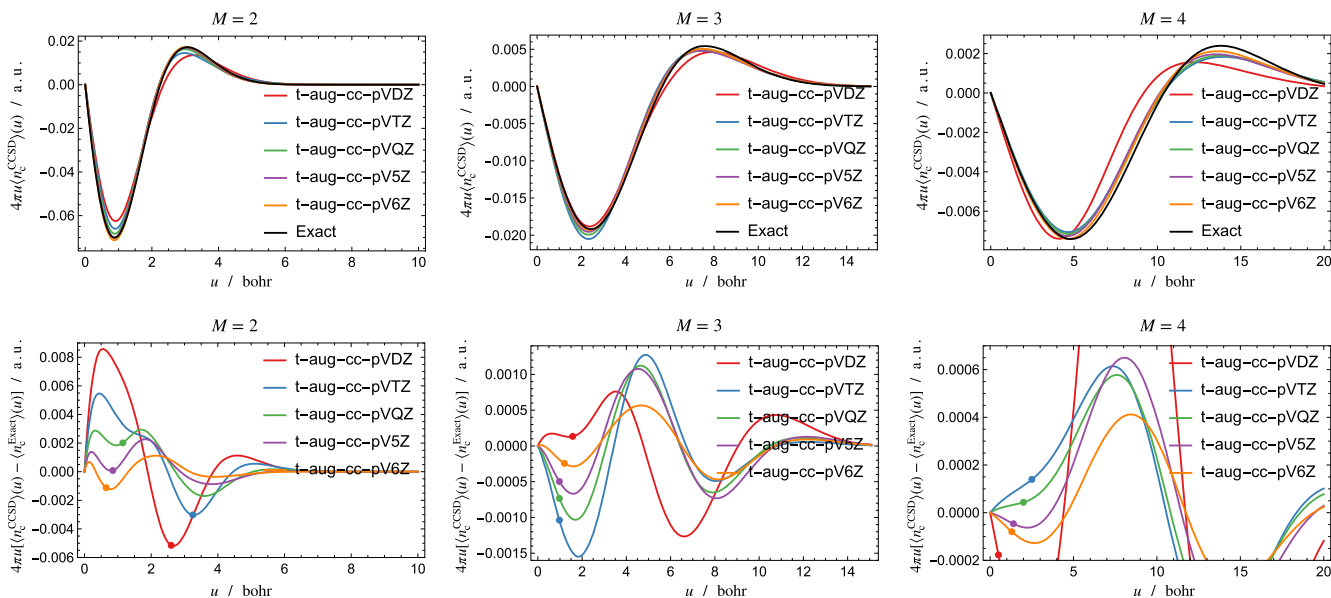 M = 2
4πu⟨n_c^CCSD⟩(u) / a.u.
0.02
0.00
−0.02
−0.04
−0.06
t−aug−cc−pVDZ
t−aug−cc−pVTZ
t−aug−cc−pVQZ
t−aug−cc−pV5Z
t−aug−cc−pV6Z
Exact
0 2 4 6 8 10
u / bohr
M = 3
4πu⟨n_c^CCSD⟩(u) / a.u.
0.005
0.000
−0.005
−0.010
−0.015
−0.020
t−aug−cc−pVDZ
t−aug−cc−pVTZ
t−aug−cc−pVQZ
t−aug−cc−pV5Z
t−aug−cc−pV6Z
Exact
0 2 4 6 8 10 12 14
u / bohr
M = 4
4πu⟨n_c^CCSD⟩(u) / a.u.
0.002
0.000
−0.002
−0.004
−0.006
t−aug−cc−pVDZ
t−aug−cc−pVTZ
t−aug−cc−pVQZ
t−aug−cc−pV5Z
t−aug−cc−pV6Z
Exact
0 5 10 15 20
u / bohr
M = 2
4πu[⟨n_c^CCSD⟩(u) − ⟨n_c^Exact⟩(u)] / a.u.
0.008
0.006
0.004
0.002
0.000
−0.002
−0.004
−0.006
t−aug−cc−pVDZ
t−aug−cc−pVTZ
t−aug−cc−pVQZ
t−aug−cc−pV5Z
t−aug−cc−pV6Z
0 2 4 6 8 10
u / bohr
M = 3
4πu[⟨n_c^CCSD⟩(u) − ⟨n_c^Exact⟩(u)] / a.u.
0.0010
0.0005
0.0000
−0.0005
−0.0010
−0.0015
t−aug−cc−pVDZ
t−aug−cc−pVTZ
t−aug−cc−pVQZ
t−aug−cc−pV5Z
t−aug−cc−pV6Z
0 2 4 6 8 10 12 14
u / bohr
M = 4
4πu[⟨n_c^CCSD⟩(u) − ⟨n_c^Exact⟩(u)] / a.u.
0.0006
0.0004
0.0002
0.0000
−0.0002
t−aug−cc−pVDZ
t−aug−cc−pVTZ
t−aug−cc−pVQZ
t−aug−cc−pV5Z
t−aug−cc−pV6Z
0 5 10 15 20
u / bohr